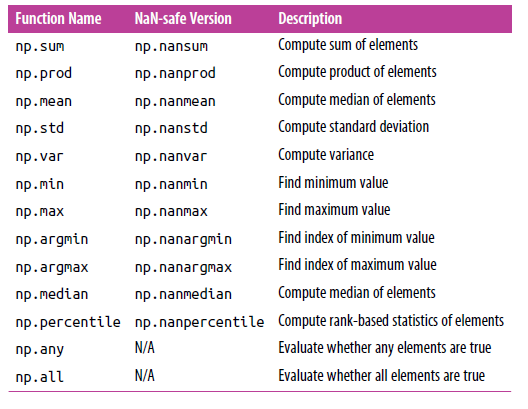 Function Name NaN-safe Version Description
np.sum np.nansum Compute sum of elements
np.prod np.nanprod Compute product of elements
np.mean np.nanmean Compute median of elements
np.std np.nanstd Compute standard deviation
np.var np.nanvar Compute variance
np.min np.nanmin Find minimum value
np.max np.nanmax Find maximum value
np.argmin np.nanargmin Find index of minimum value
np.argmax np.nanargmax Find index of maximum value
np.median np.nanmedian Compute median of elements
np.percentile np.nanpercentile Compute rank-based statistics of elements
np.any N/A Evaluate whether any elements are true
np.all N/A Evaluate whether all elements are true